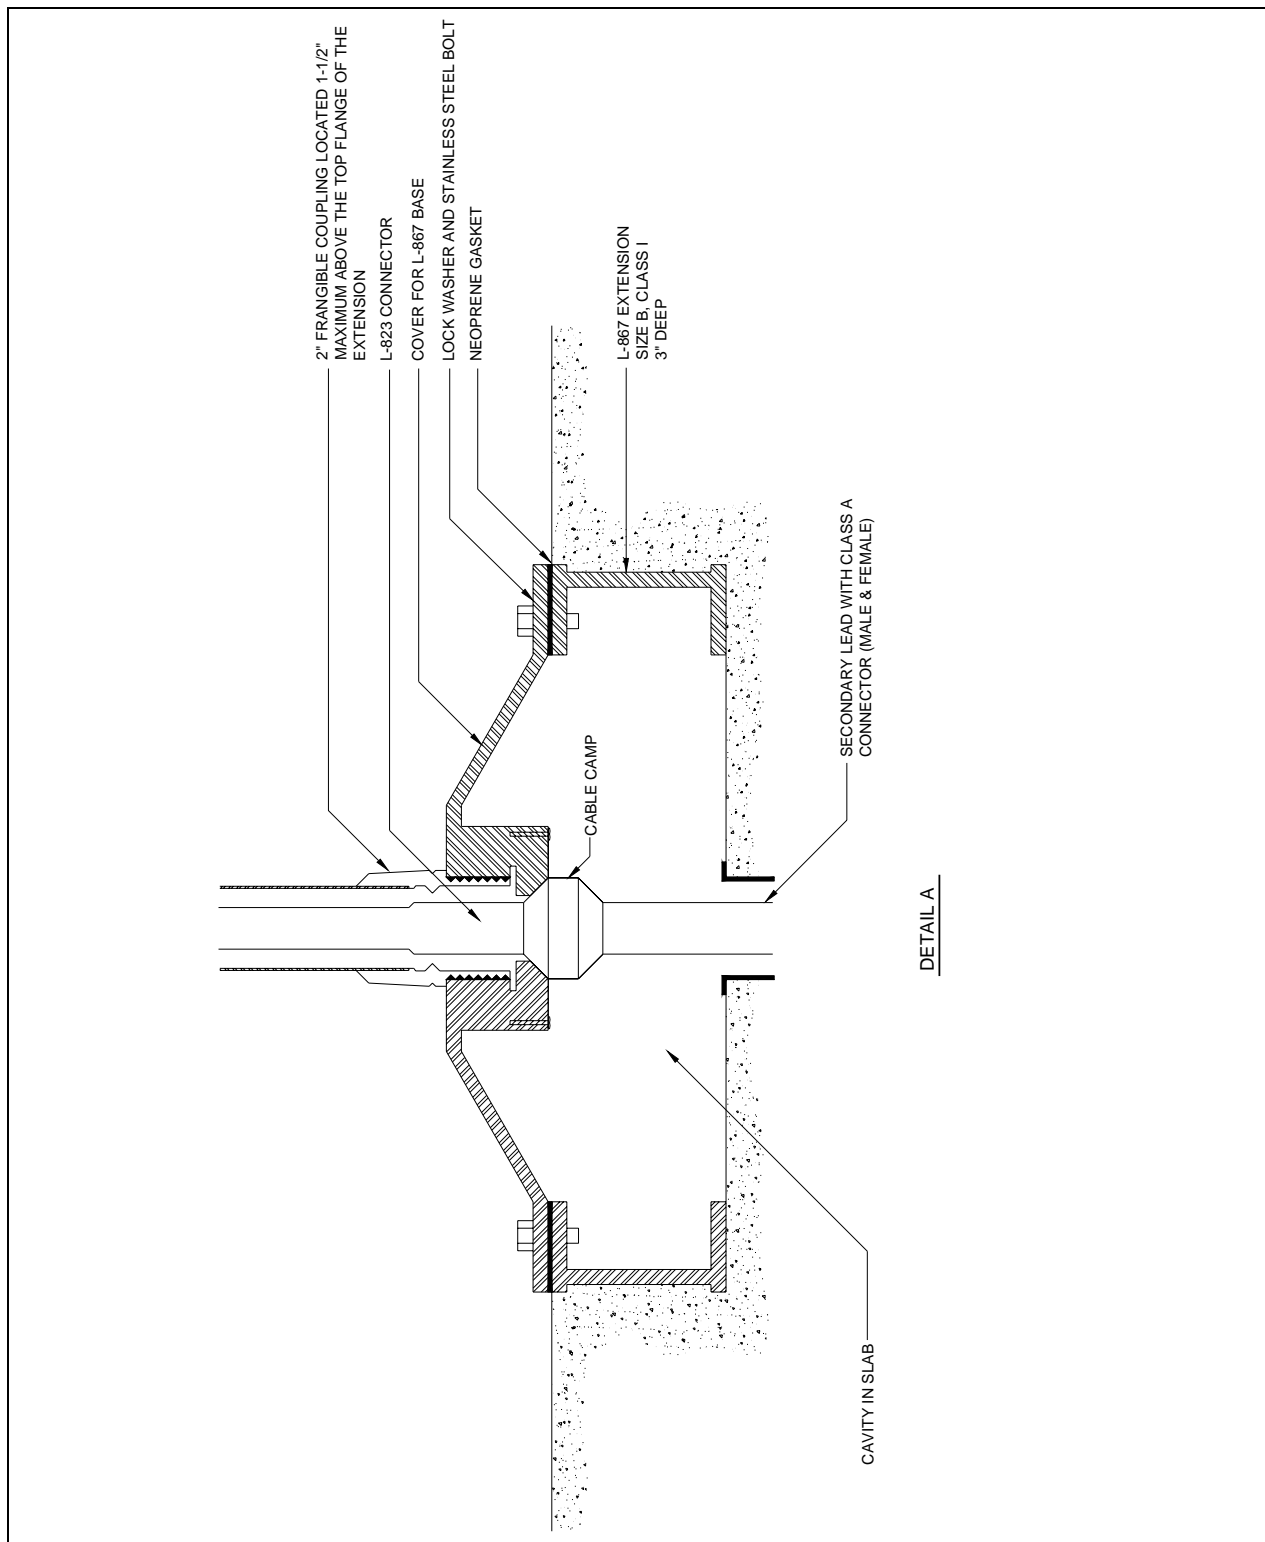 2" FRANGIBLE COUPLING LOCATED 1-1/2"
MAXIMUM ABOVE THE TOP FLANGE OF THE
EXTENSION
L-823 CONNECTOR
COVER FOR L-867 BASE
LOCK WASHER AND STAINLESS STEEL BOLT
NEOPRENE GASKET
L-867 EXTENSION
SIZE B, CLASS I
3" DEEP
CABLE CAMP
SECONDARY LEAD WITH CLASS A
CONNECTOR (MALE & FEMALE)
CAVITY IN SLAB
DETAIL A